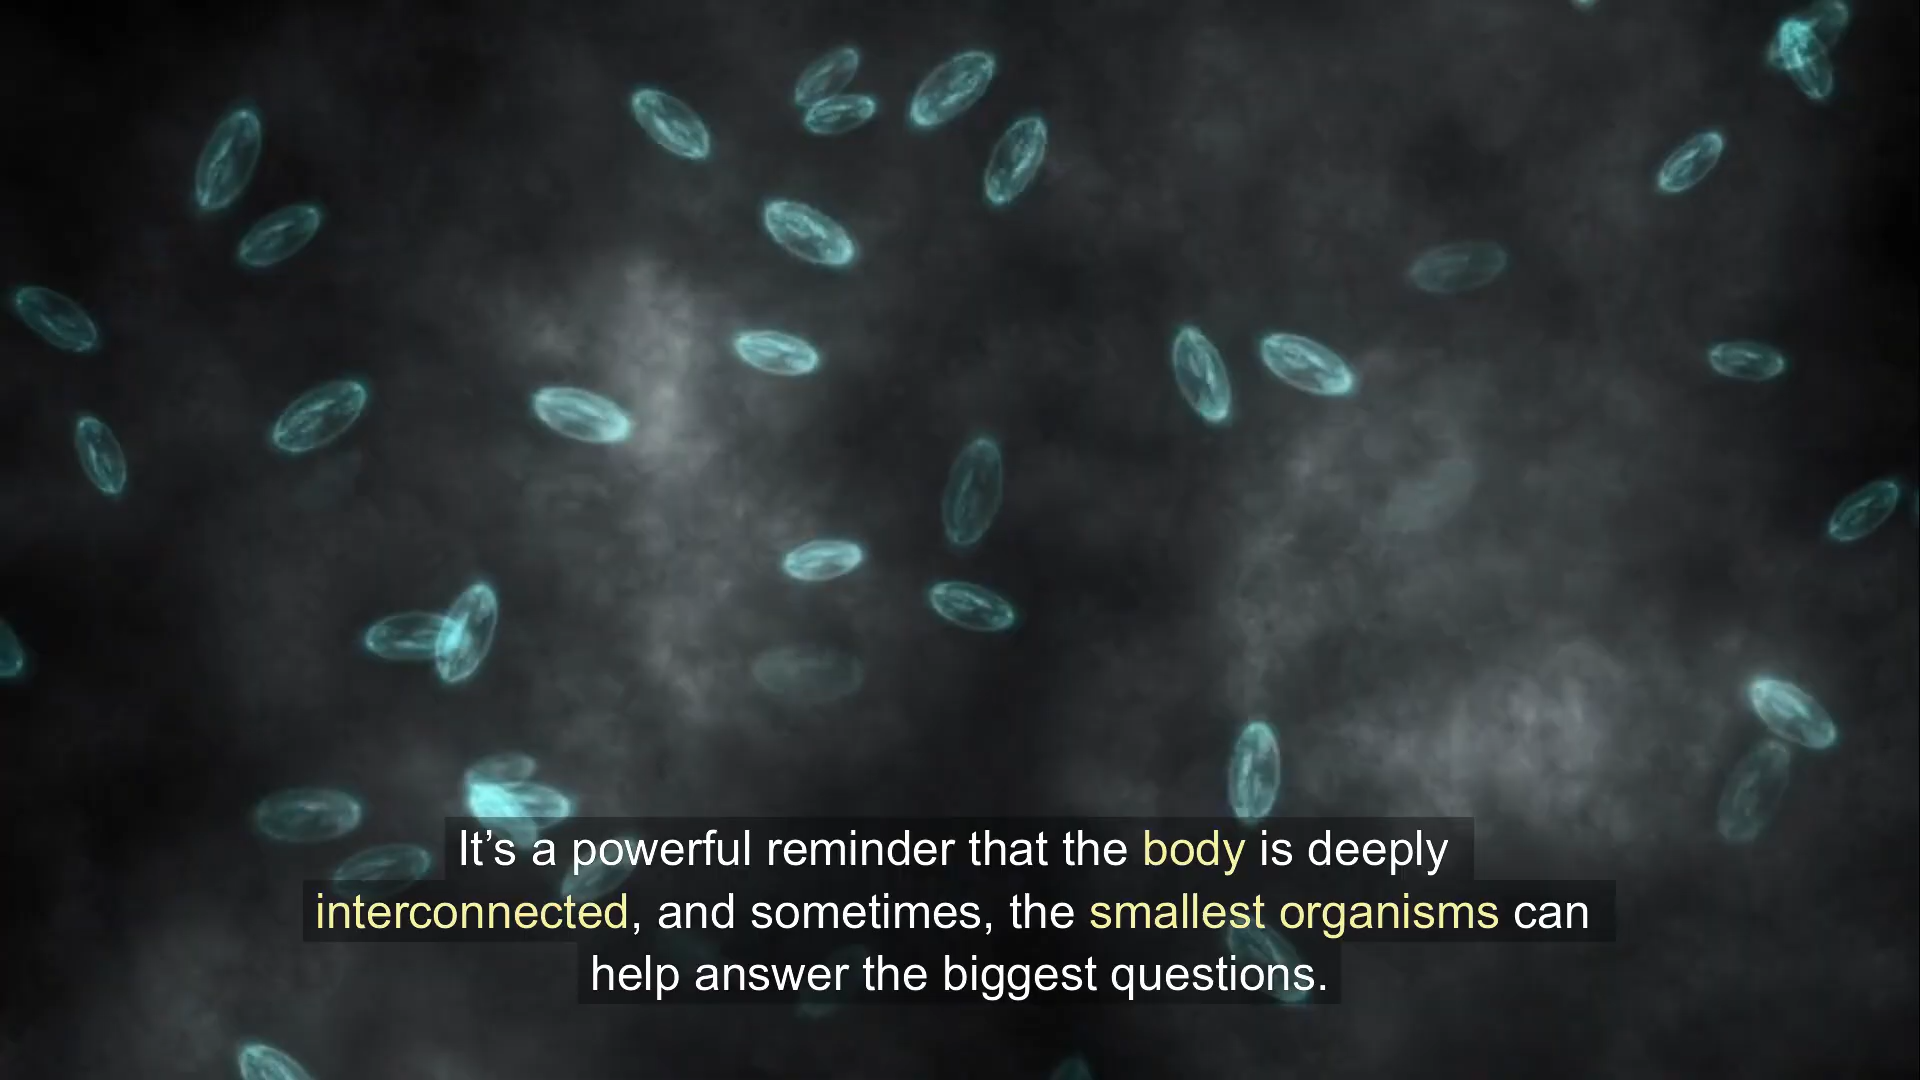 It’s a powerful reminder that the body is deeply
interconnected, and sometimes, the smallest organisms can
help answer the biggest questions.